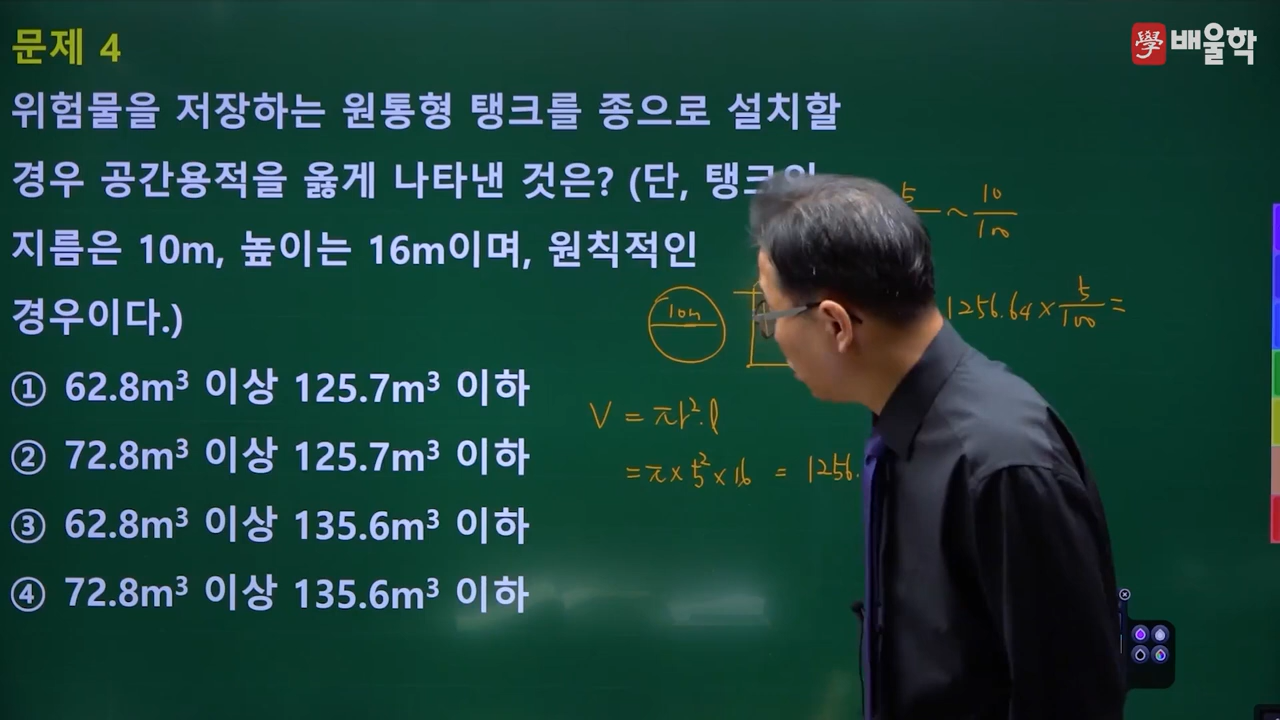 문제 4
學 배울학
위험물을 저장하는 원통형 탱크를 종으로 설치할
경우 공간용적을 옳게 나타낸 것은? (단, 탱크의
지름은 10m, 높이는 16m이며, 원칙적인
경우이다.)
① 62.8m³ 이상 125.7m³ 이하
② 72.8m³ 이상 125.7m³ 이하
③ 62.8m³ 이상 135.6m³ 이하
④ 72.8m³ 이상 135.6m³ 이하
5 ~ 10/100
10m
1256.64 × 5/100 =
V = πr²·l
= π × 5² × 16 = 1256.